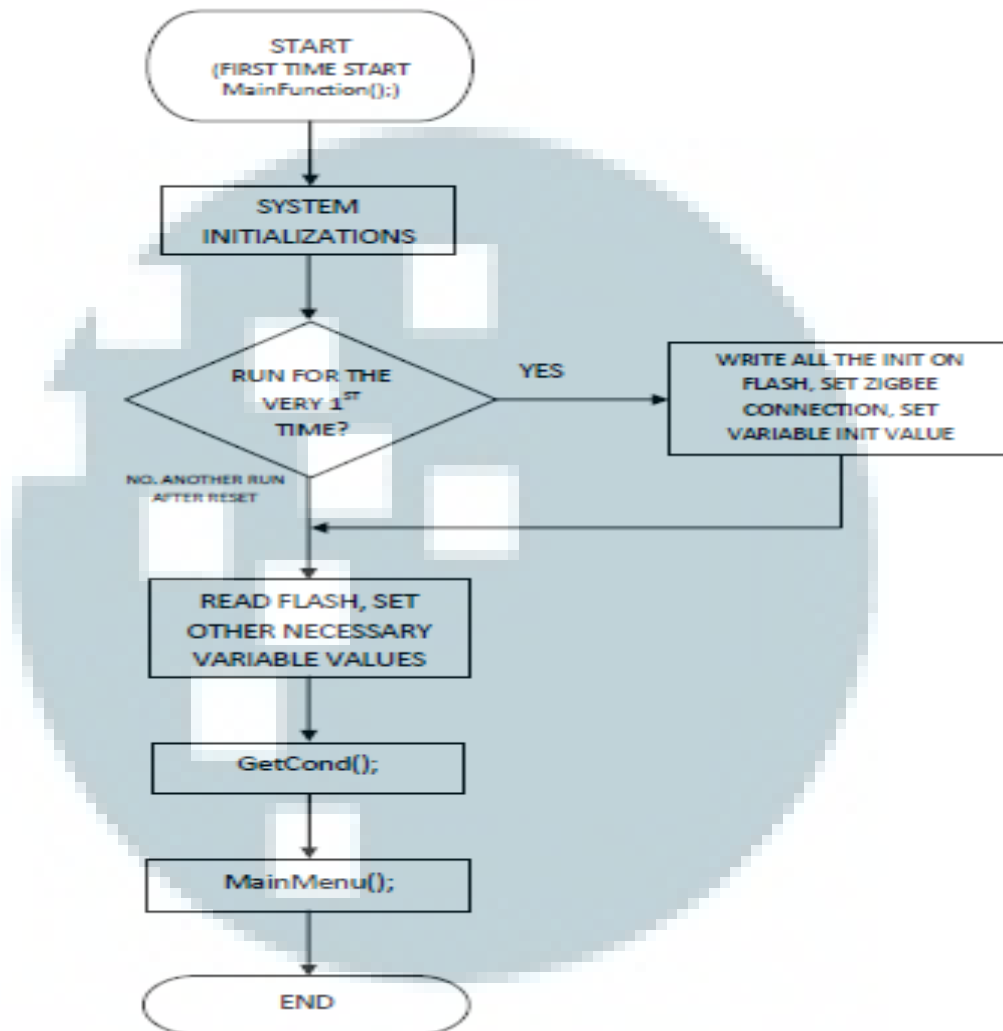 START
(FIRST TIME START
MainFunction();)
SYSTEM
INITIALIZATIONS
RUN FOR THE
VERY 1ST
TIME?
YES
WRITE ALL THE INIT ON
FLASH, SET ZIGBEE
CONNECTION, SET
VARIABLE INIT VALUE
NO. ANOTHER RUN
AFTER RESET
READ FLASH, SET
OTHER NECESSARY
VARIABLE VALUES
GetCond();
MainMenu();
END